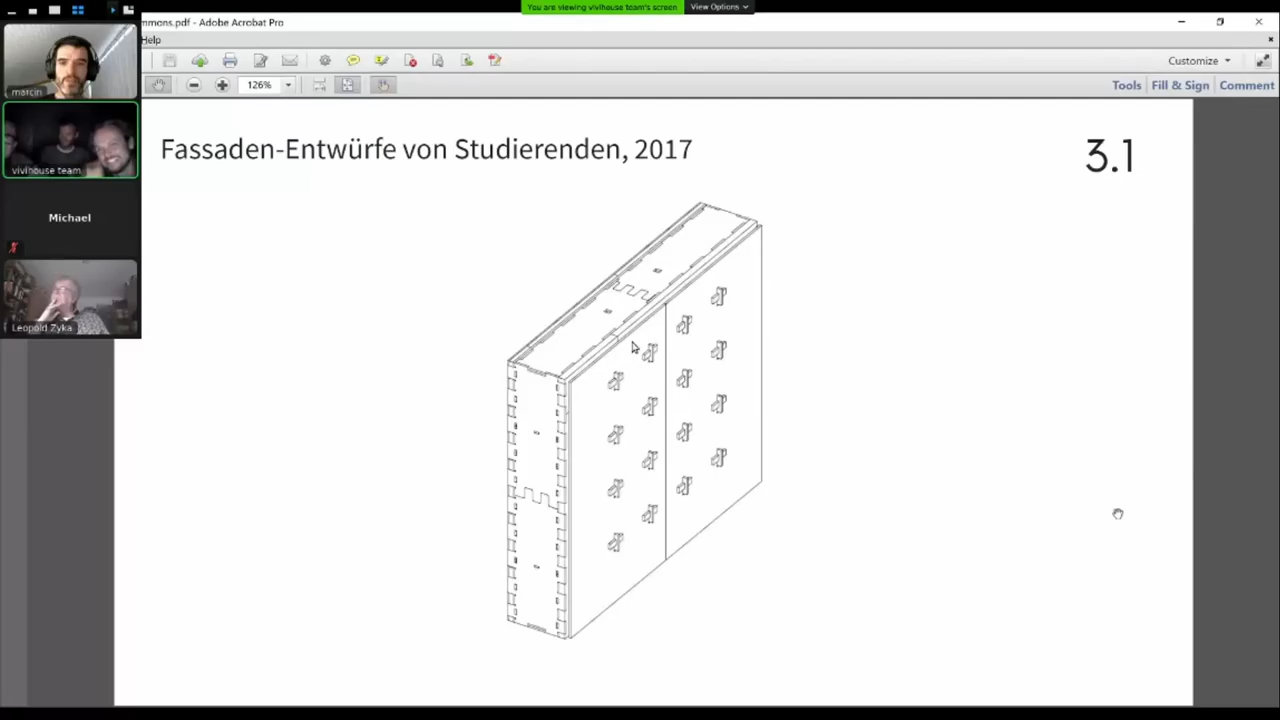 You are viewing vivihouse team's screen
View Options
mmons.pdf - Adobe Acrobat Pro
Help
Customize
126%
Tools
Fill & Sign
Comment
marcin
vivihouse team
Michael
Leopold Zyka
Fassaden-Entwürfe von Studierenden, 2017
3.1